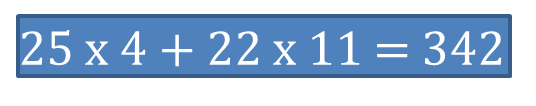 25 x 4 + 22 x 11 = 342